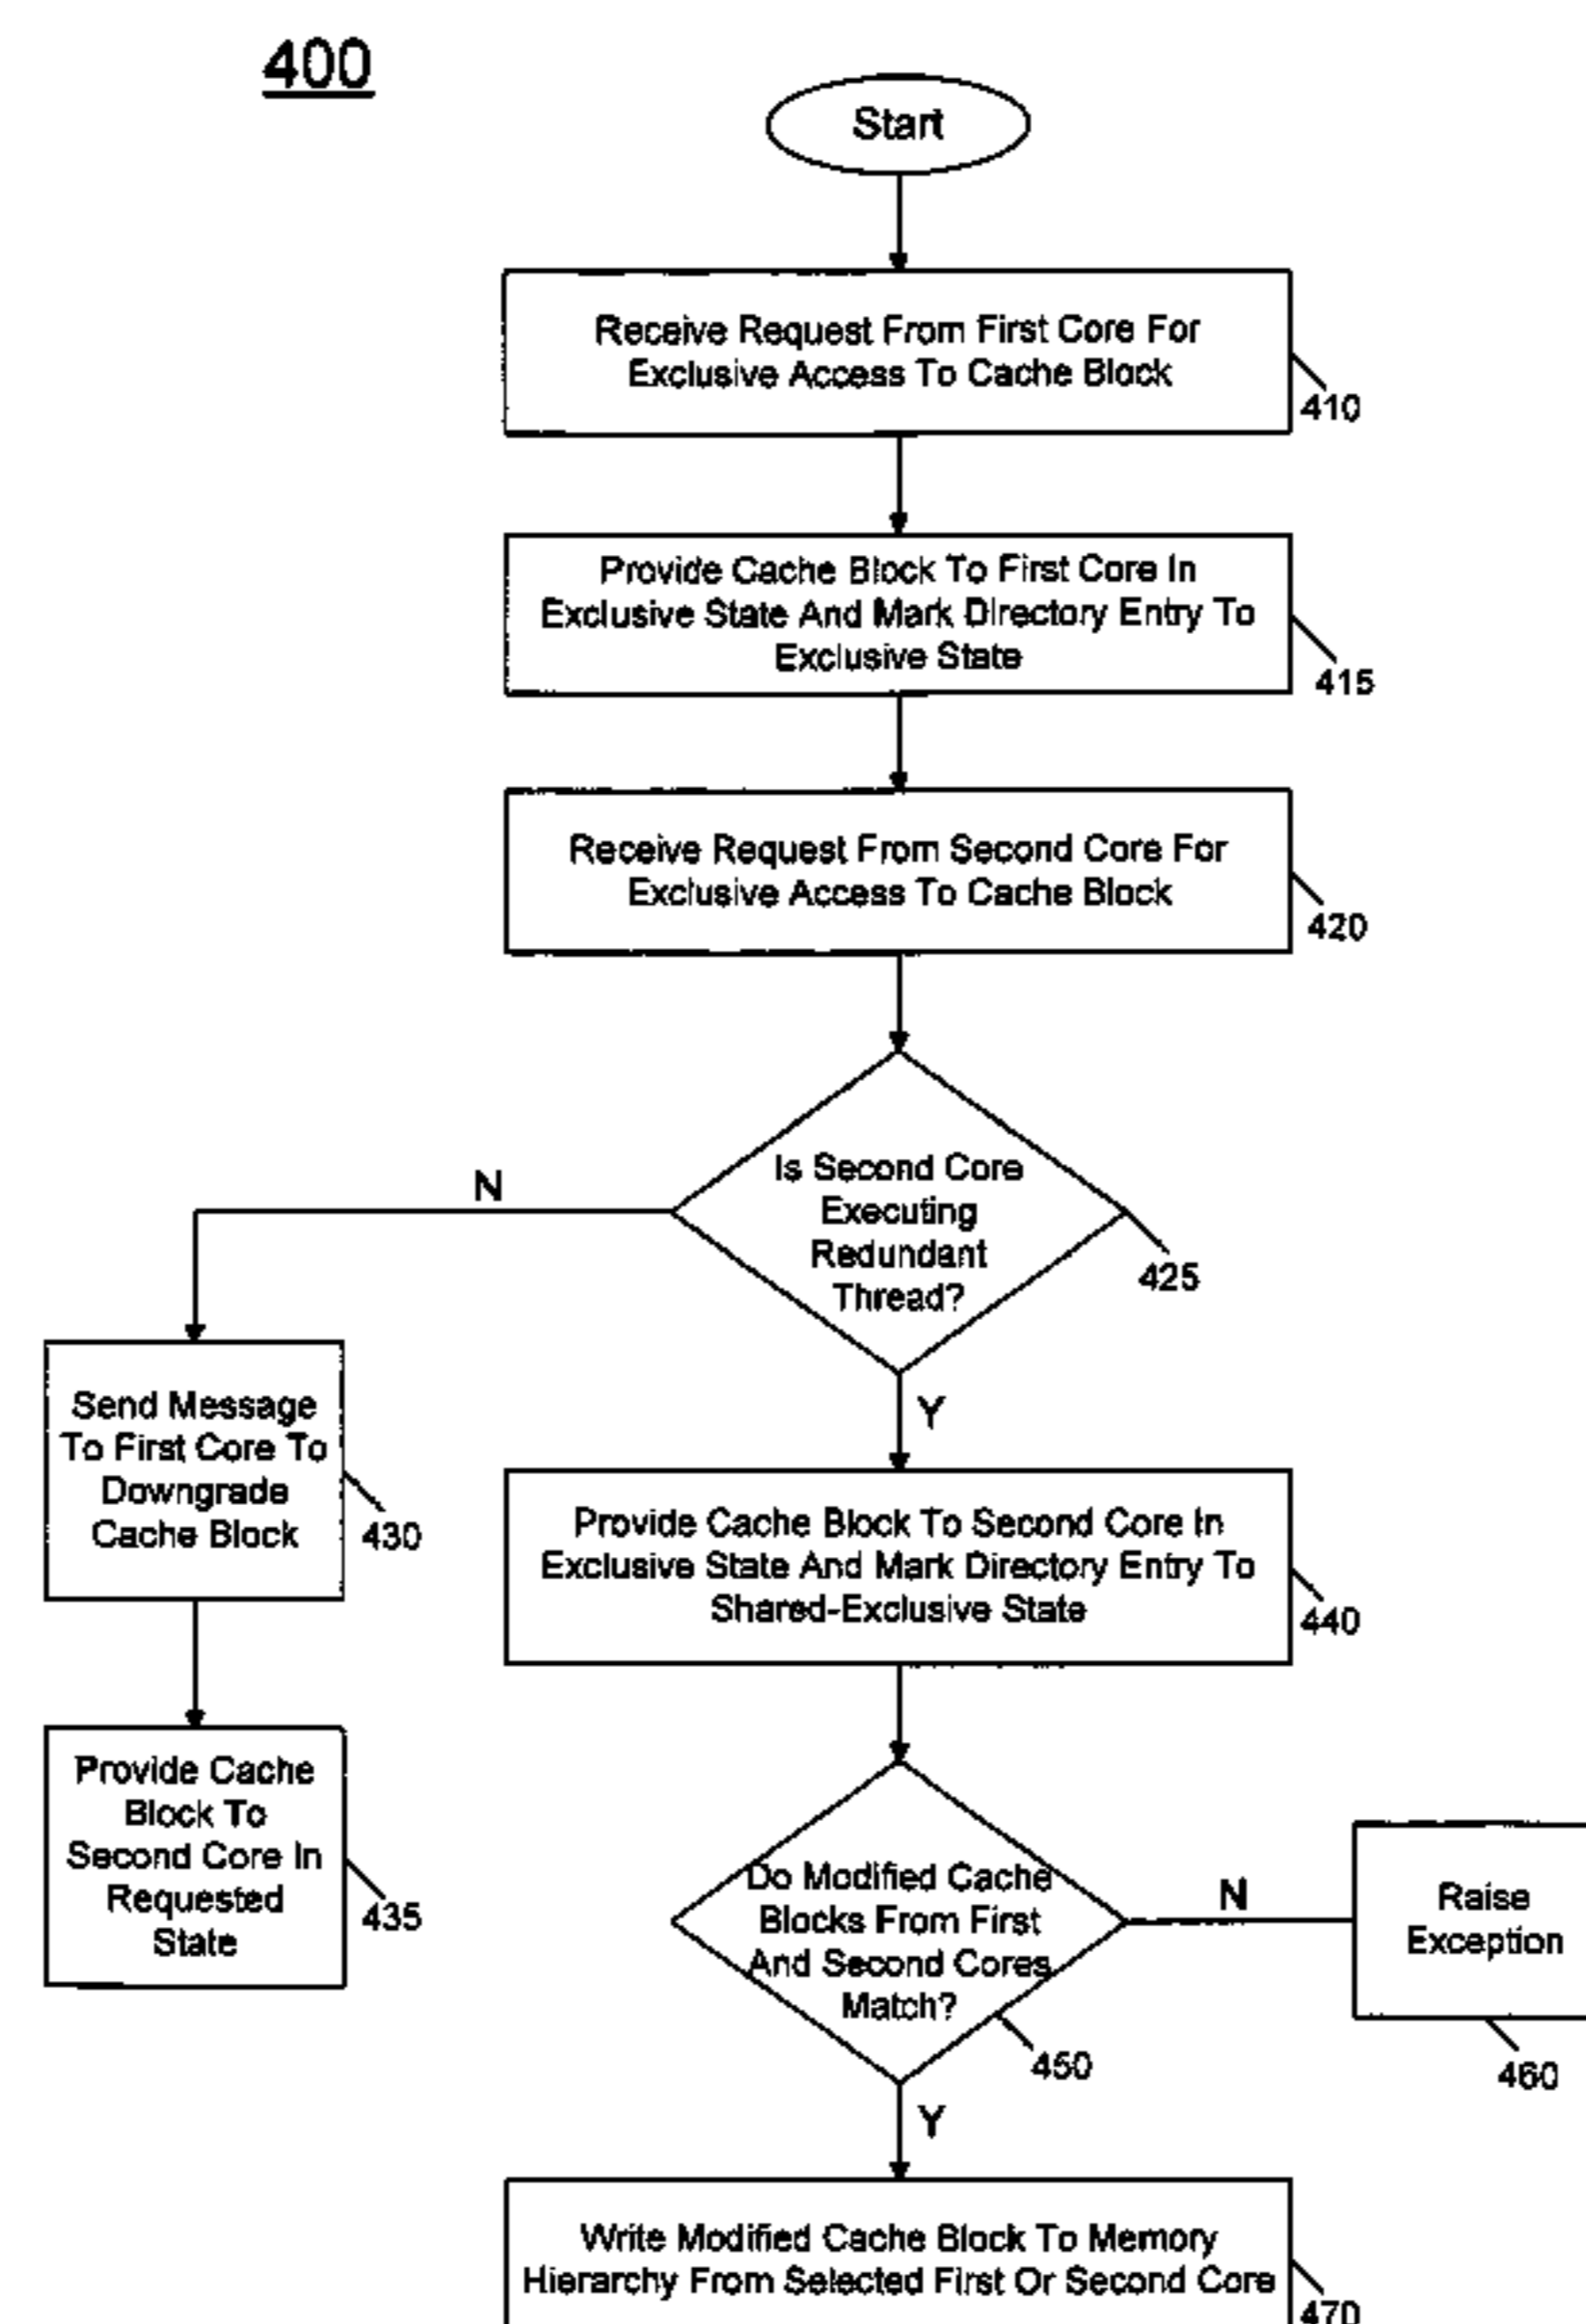 400
Start
Receive Request From First Core For
Exclusive Access To Cache Block
410
Provide Cache Block To First Core In
Exclusive State And Mark Directory Entry To
Exclusive State
415
Receive Request From Second Core For
Exclusive Access To Cache Block
420
Is Second Core
Executing
Redundant
Thread?
425
N
Y
Send Message
To First Core To
Downgrade
Cache Block
430
Provide Cache Block To Second Core In
Exclusive State And Mark Directory Entry To
Shared-Exclusive State
440
Provide Cache
Block To
Second Core In
Requested
State
435
Do Modified Cache
Blocks From First
And Second Cores
Match?
450
N
Raise
Exception
460
Y
Write Modified Cache Block To Memory
Hierarchy From Selected First Or Second Core
470